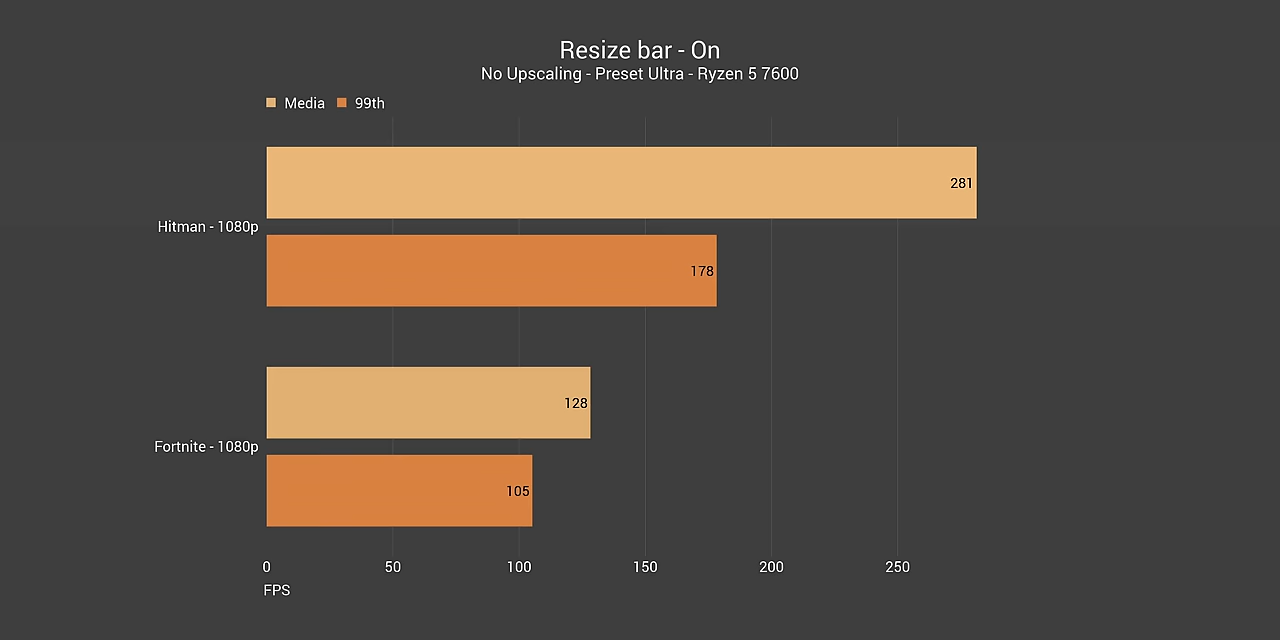 Resize bar - On
No Upscaling - Preset Ultra - Ryzen 5 7600
Media 99th
281
Hitman - 1080p
178
128
Fortnite - 1080p
105
0 50 100 150 200 250
FPS